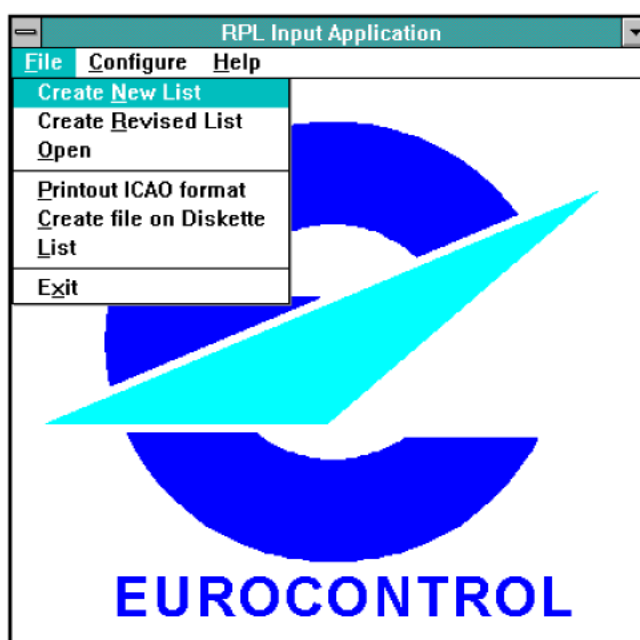 RPL Input Application
File Configure Help
Create New List
Create Revised List
Open
Printout ICAO format
Create file on Diskette
List
Exit
EUROCONTROL